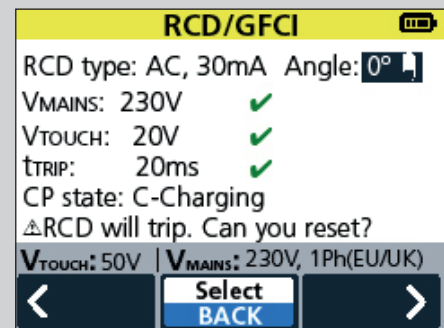 RCD/GFCI
RCD type: AC, 30mA Angle: 0°
VMAINS: 230V ✔
VTOUCH: 20V ✔
tTRIP: 20ms ✔
CP state: C-Charging
⚠RCD will trip. Can you reset?
VTOUCH: 50V | VMAINS: 230V, 1Ph(EU/UK)
< Select >
BACK